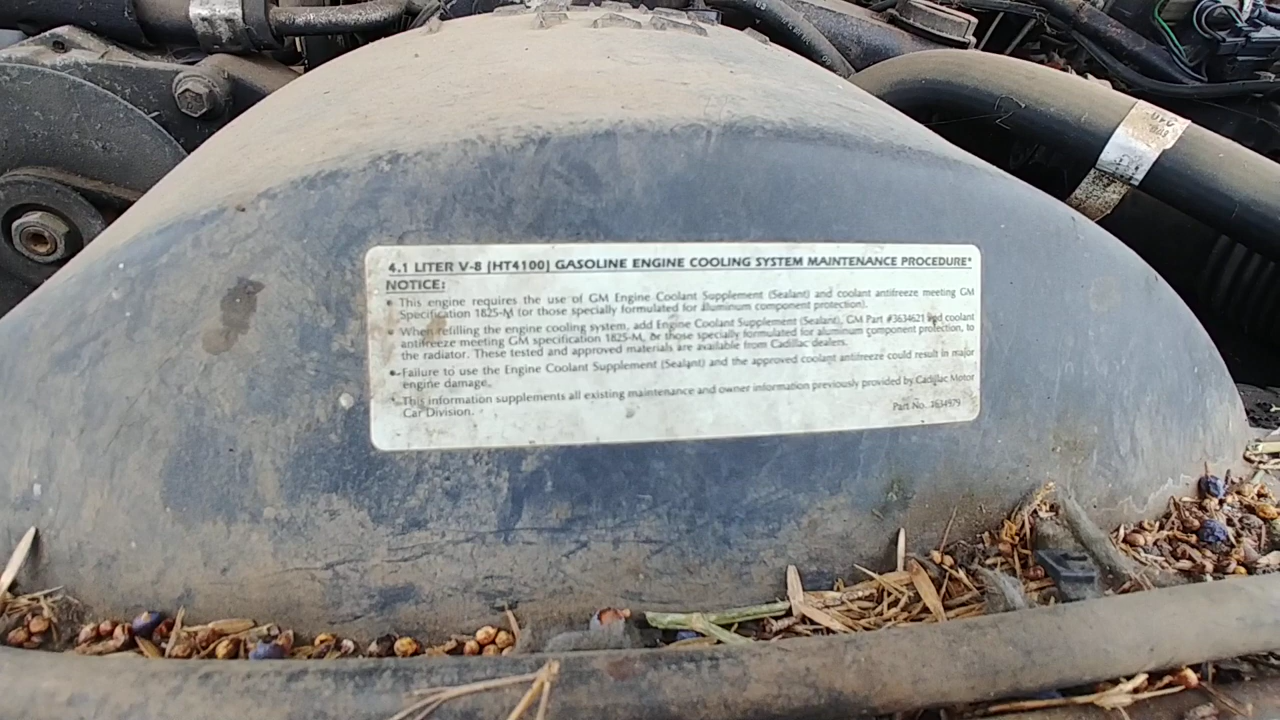 4.1 LITER V-8 [HT4100] GASOLINE ENGINE COOLING SYSTEM MAINTENANCE PROCEDURE*
NOTICE:
• This engine requires the use of GM Engine Coolant Supplement (Sealant) and coolant antifreeze meeting GM
Specification 1825-M (or those specially formulated for aluminum component protection).
• When refilling the engine cooling system, add Engine Coolant Supplement (Sealant), GM Part #3634621 and coolant
antifreeze meeting GM specification 1825-M, or those specially formulated for aluminum component protection, to
the radiator. These tested and approved materials are available from Cadillac dealers.
• Failure to use the Engine Coolant Supplement (Sealant) and the approved coolant antifreeze could result in major
engine damage.
* This information supplements all existing maintenance and owner information previously provided by Cadillac Motor
Car Division.
Part No. 1634979